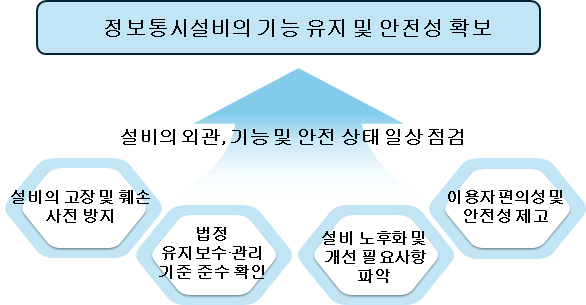 정보통시설비의 기능 유지 및 안전성 확보
설비의 외관, 기능 및 안전 상태 일상 점검
설비의 고장 및 훼손
사전 방지
법정
유지보수·관리
기준 준수 확인
설비 노후화 및
개선 필요사항
파악
이용자 편의성 및
안전성 제고